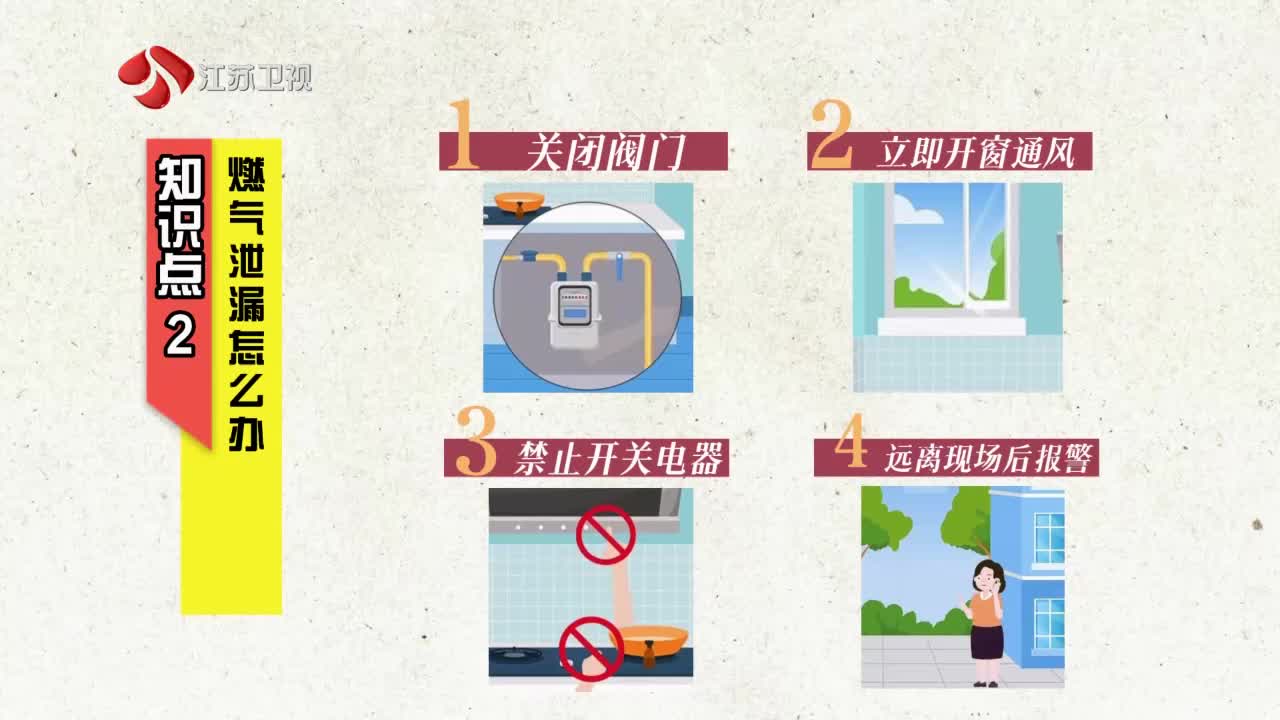 江苏卫视
知识点2
燃气泄漏怎么办
1 关闭阀门
2 立即开窗通风
3 禁止开关电器
4 远离现场后报警